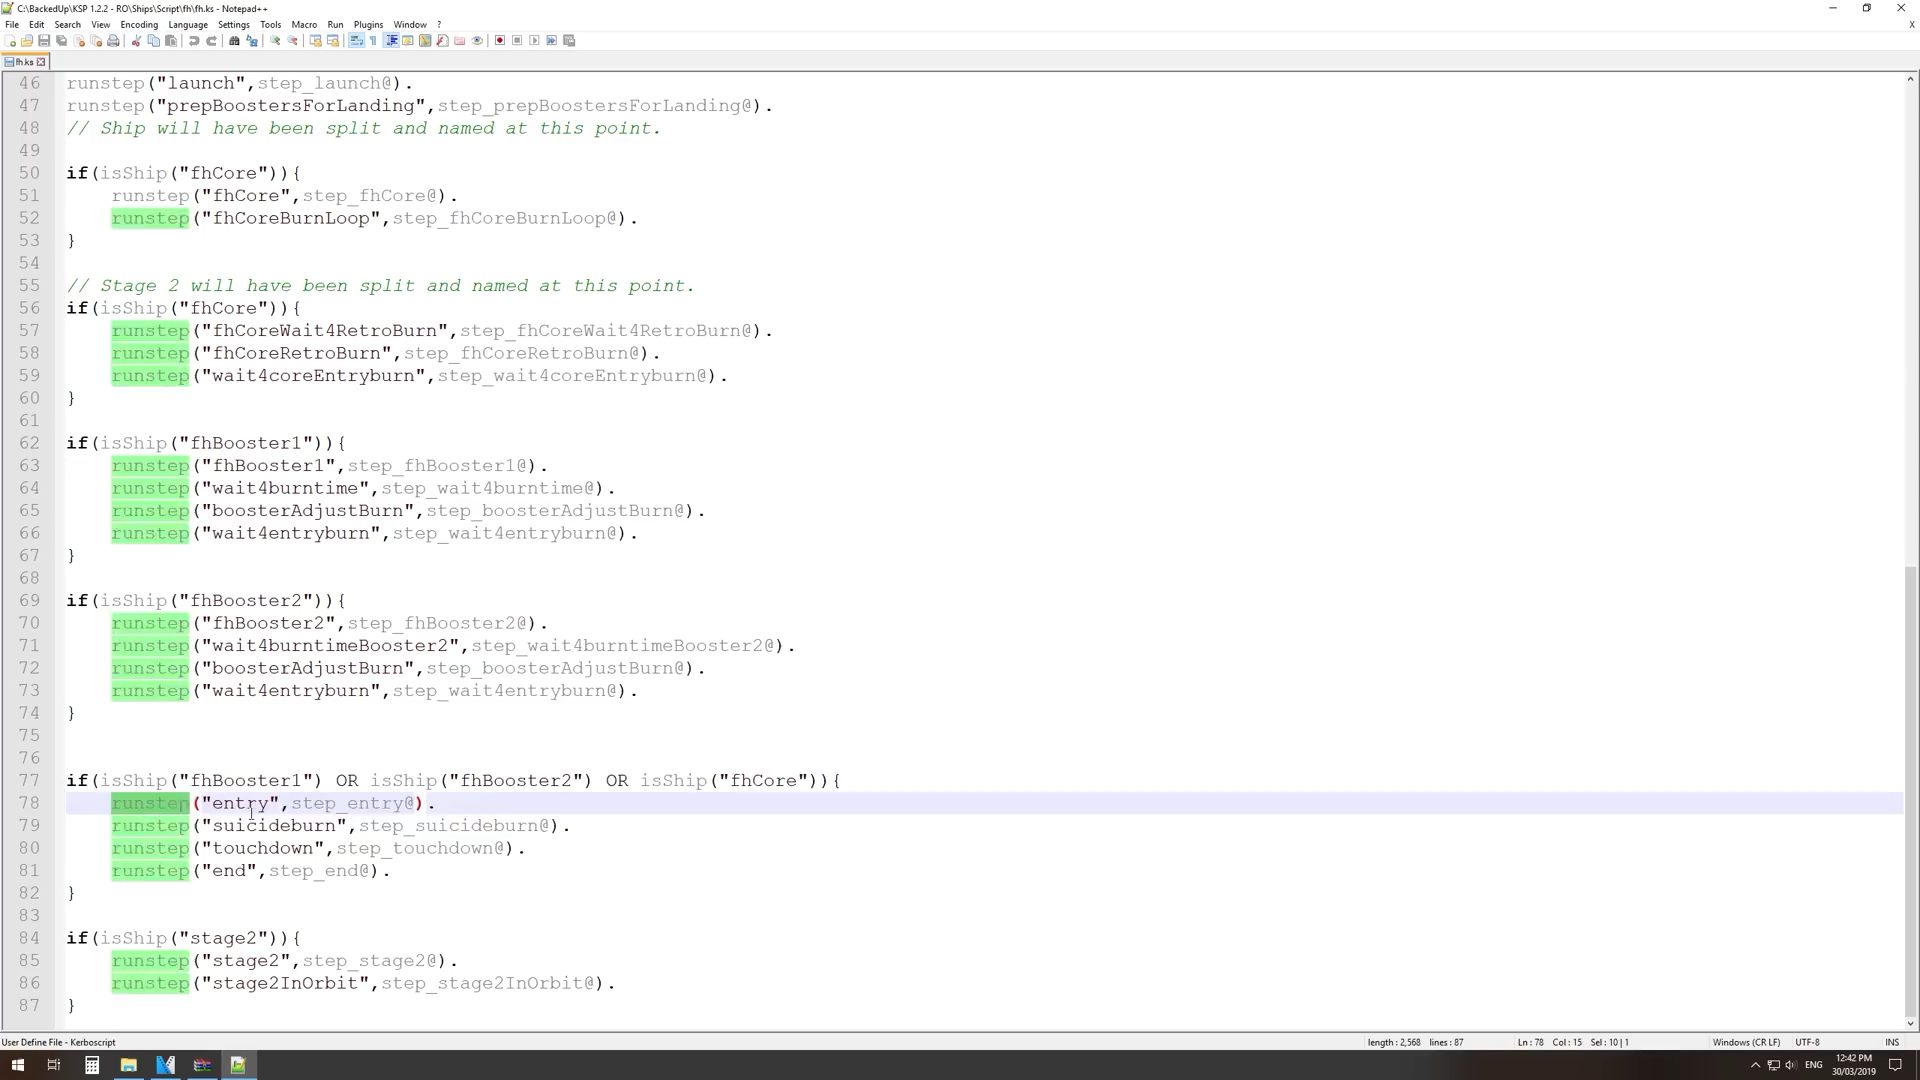 C:\BackedUp\KSP 1.2.2 - RO\Ships\Script\fh\fh.ks - Notepad++
File Edit Search View Encoding Language Settings Tools Macro Run Plugins Window ? X
fh.ks
46 runstep("launch",step_launch@).
47 runstep("prepBoostersForLanding",step_prepBoostersForLanding@).
48 // Ship will have been split and named at this point.
49
50 if(isShip("fhCore")){
51 runstep("fhCore",step_fhCore@).
52 runstep("fhCoreBurnLoop",step_fhCoreBurnLoop@).
53 }
54
55 // Stage 2 will have been split and named at this point.
56 if(isShip("fhCore")){
57 runstep("fhCoreWait4RetroBurn",step_fhCoreWait4RetroBurn@).
58 runstep("fhCoreRetroBurn",step_fhCoreRetroBurn@).
59 runstep("wait4coreEntryburn",step_wait4coreEntryburn@).
60 }
61
62 if(isShip("fhBooster1")){
63 runstep("fhBooster1",step_fhBooster1@).
64 runstep("wait4burntime",step_wait4burntime@).
65 runstep("boosterAdjustBurn",step_boosterAdjustBurn@).
66 runstep("wait4entryburn",step_wait4entryburn@).
67 }
68
69 if(isShip("fhBooster2")){
70 runstep("fhBooster2",step_fhBooster2@).
71 runstep("wait4burntimeBooster2",step_wait4burntimeBooster2@).
72 runstep("boosterAdjustBurn",step_boosterAdjustBurn@).
73 runstep("wait4entryburn",step_wait4entryburn@).
74 }
75
76
77 if(isShip("fhBooster1") OR isShip("fhBooster2") OR isShip("fhCore")){
78 runstep("entry",step_entry@).
79 runstep("suicideburn",step_suicideburn@).
80 runstep("touchdown",step_touchdown@).
81 runstep("end",step_end@).
82 }
83
84 if(isShip("stage2")){
85 runstep("stage2",step_stage2@).
86 runstep("stage2InOrbit",step_stage2InOrbit@).
87 }
User Define File - Kerboscript length : 2,568 lines : 87 Ln : 78 Col : 15 Sel : 10 | 1 Windows (CR LF) UTF-8 INS
ENG 12:42 PM
30/03/2019